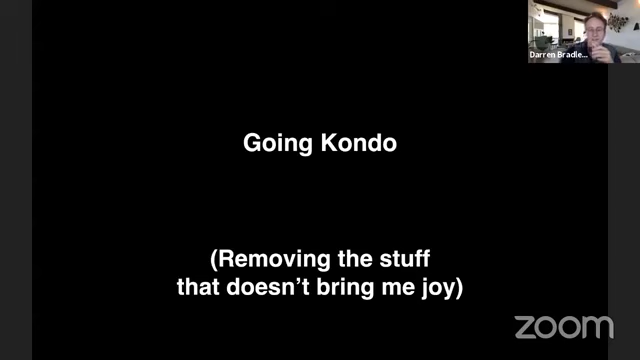 Darren Bradle...
Going Kondo
(Removing the stuff
that doesn't bring me joy)
zoom